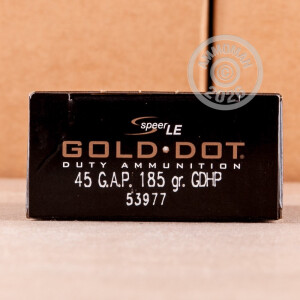 speer LE
GOLD DOT®
DUTY AMMUNITION
45 G.A.P. 185 gr. GDHP
53977